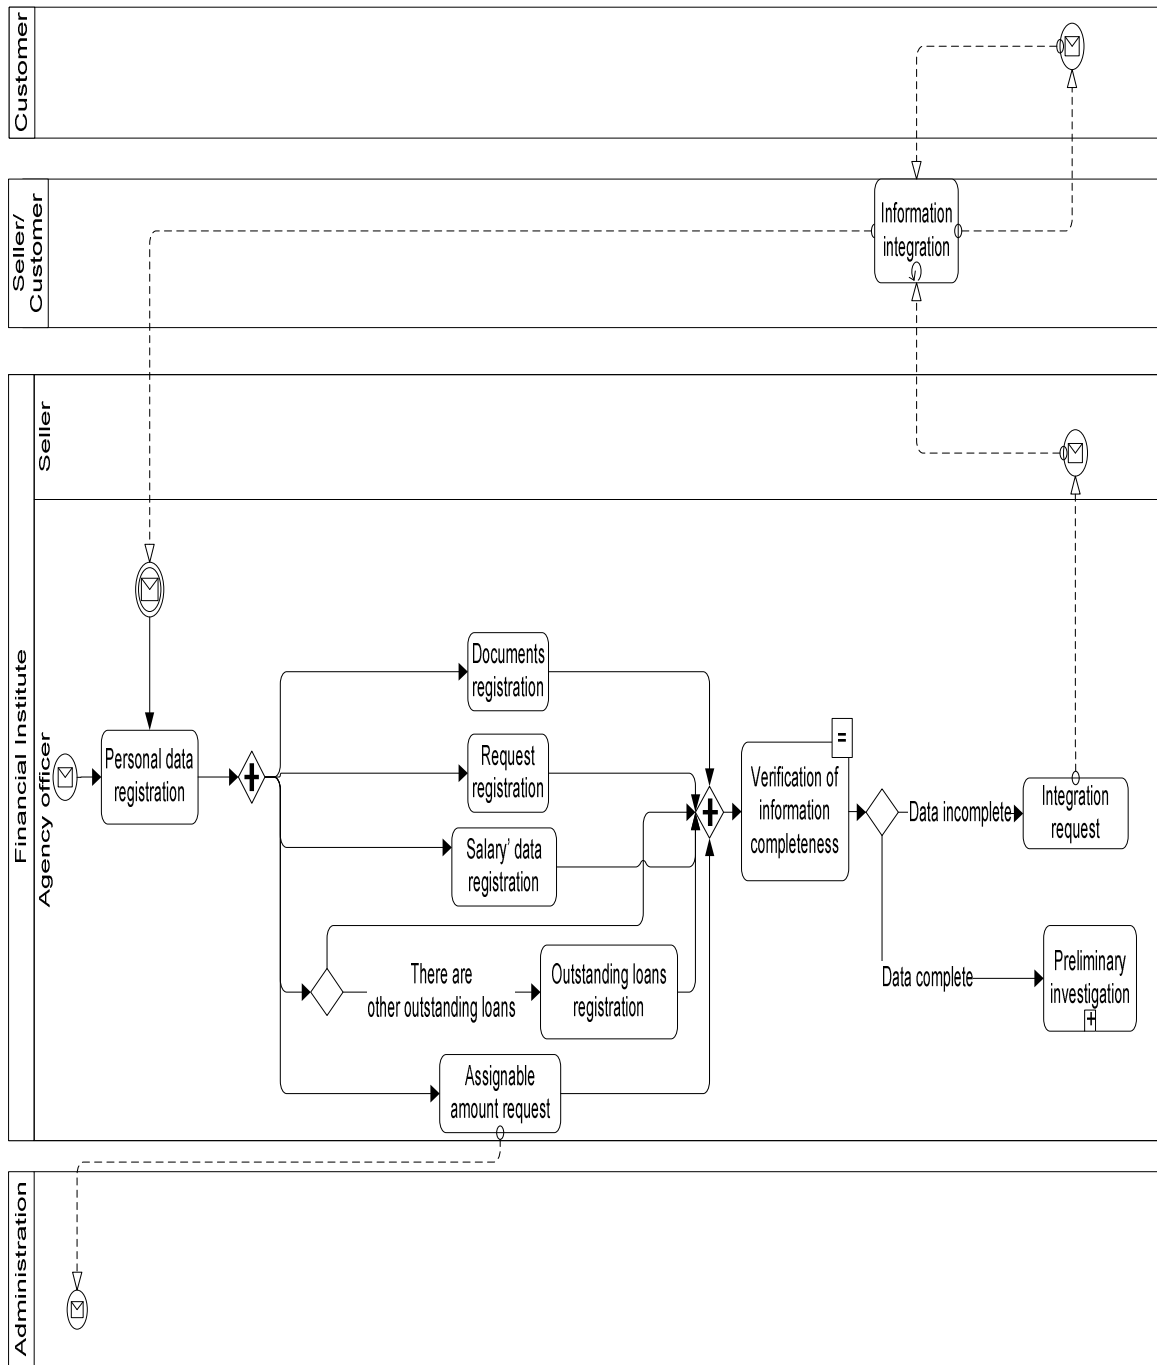 Customer
Seller/
Customer
Information
integration
Financial Institute
Seller
Agency officer
Personal data
registration
Documents
registration
Request
registration
Salary’ data
registration
There are
other outstanding loans
Outstanding loans
registration
Assignable
amount request
Verification of
information
completeness
Data incomplete
Integration
request
Data complete
Preliminary
investigation
Administration